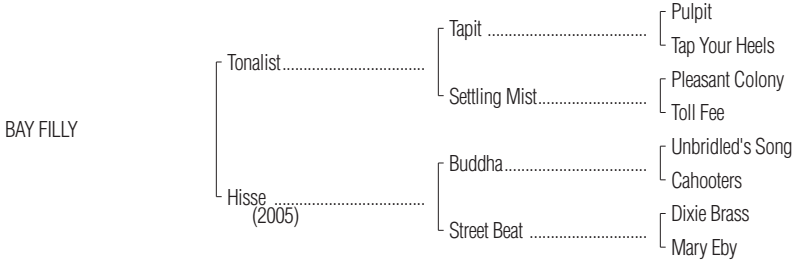 BAY FILLY
Tonalist
Hisse
(2005)
Tapit
Settling Mist
Buddha
Street Beat
Pulpit
Tap Your Heels
Pleasant Colony
Toll Fee
Unbridled's Song
Cahooters
Dixie Brass
Mary Eby